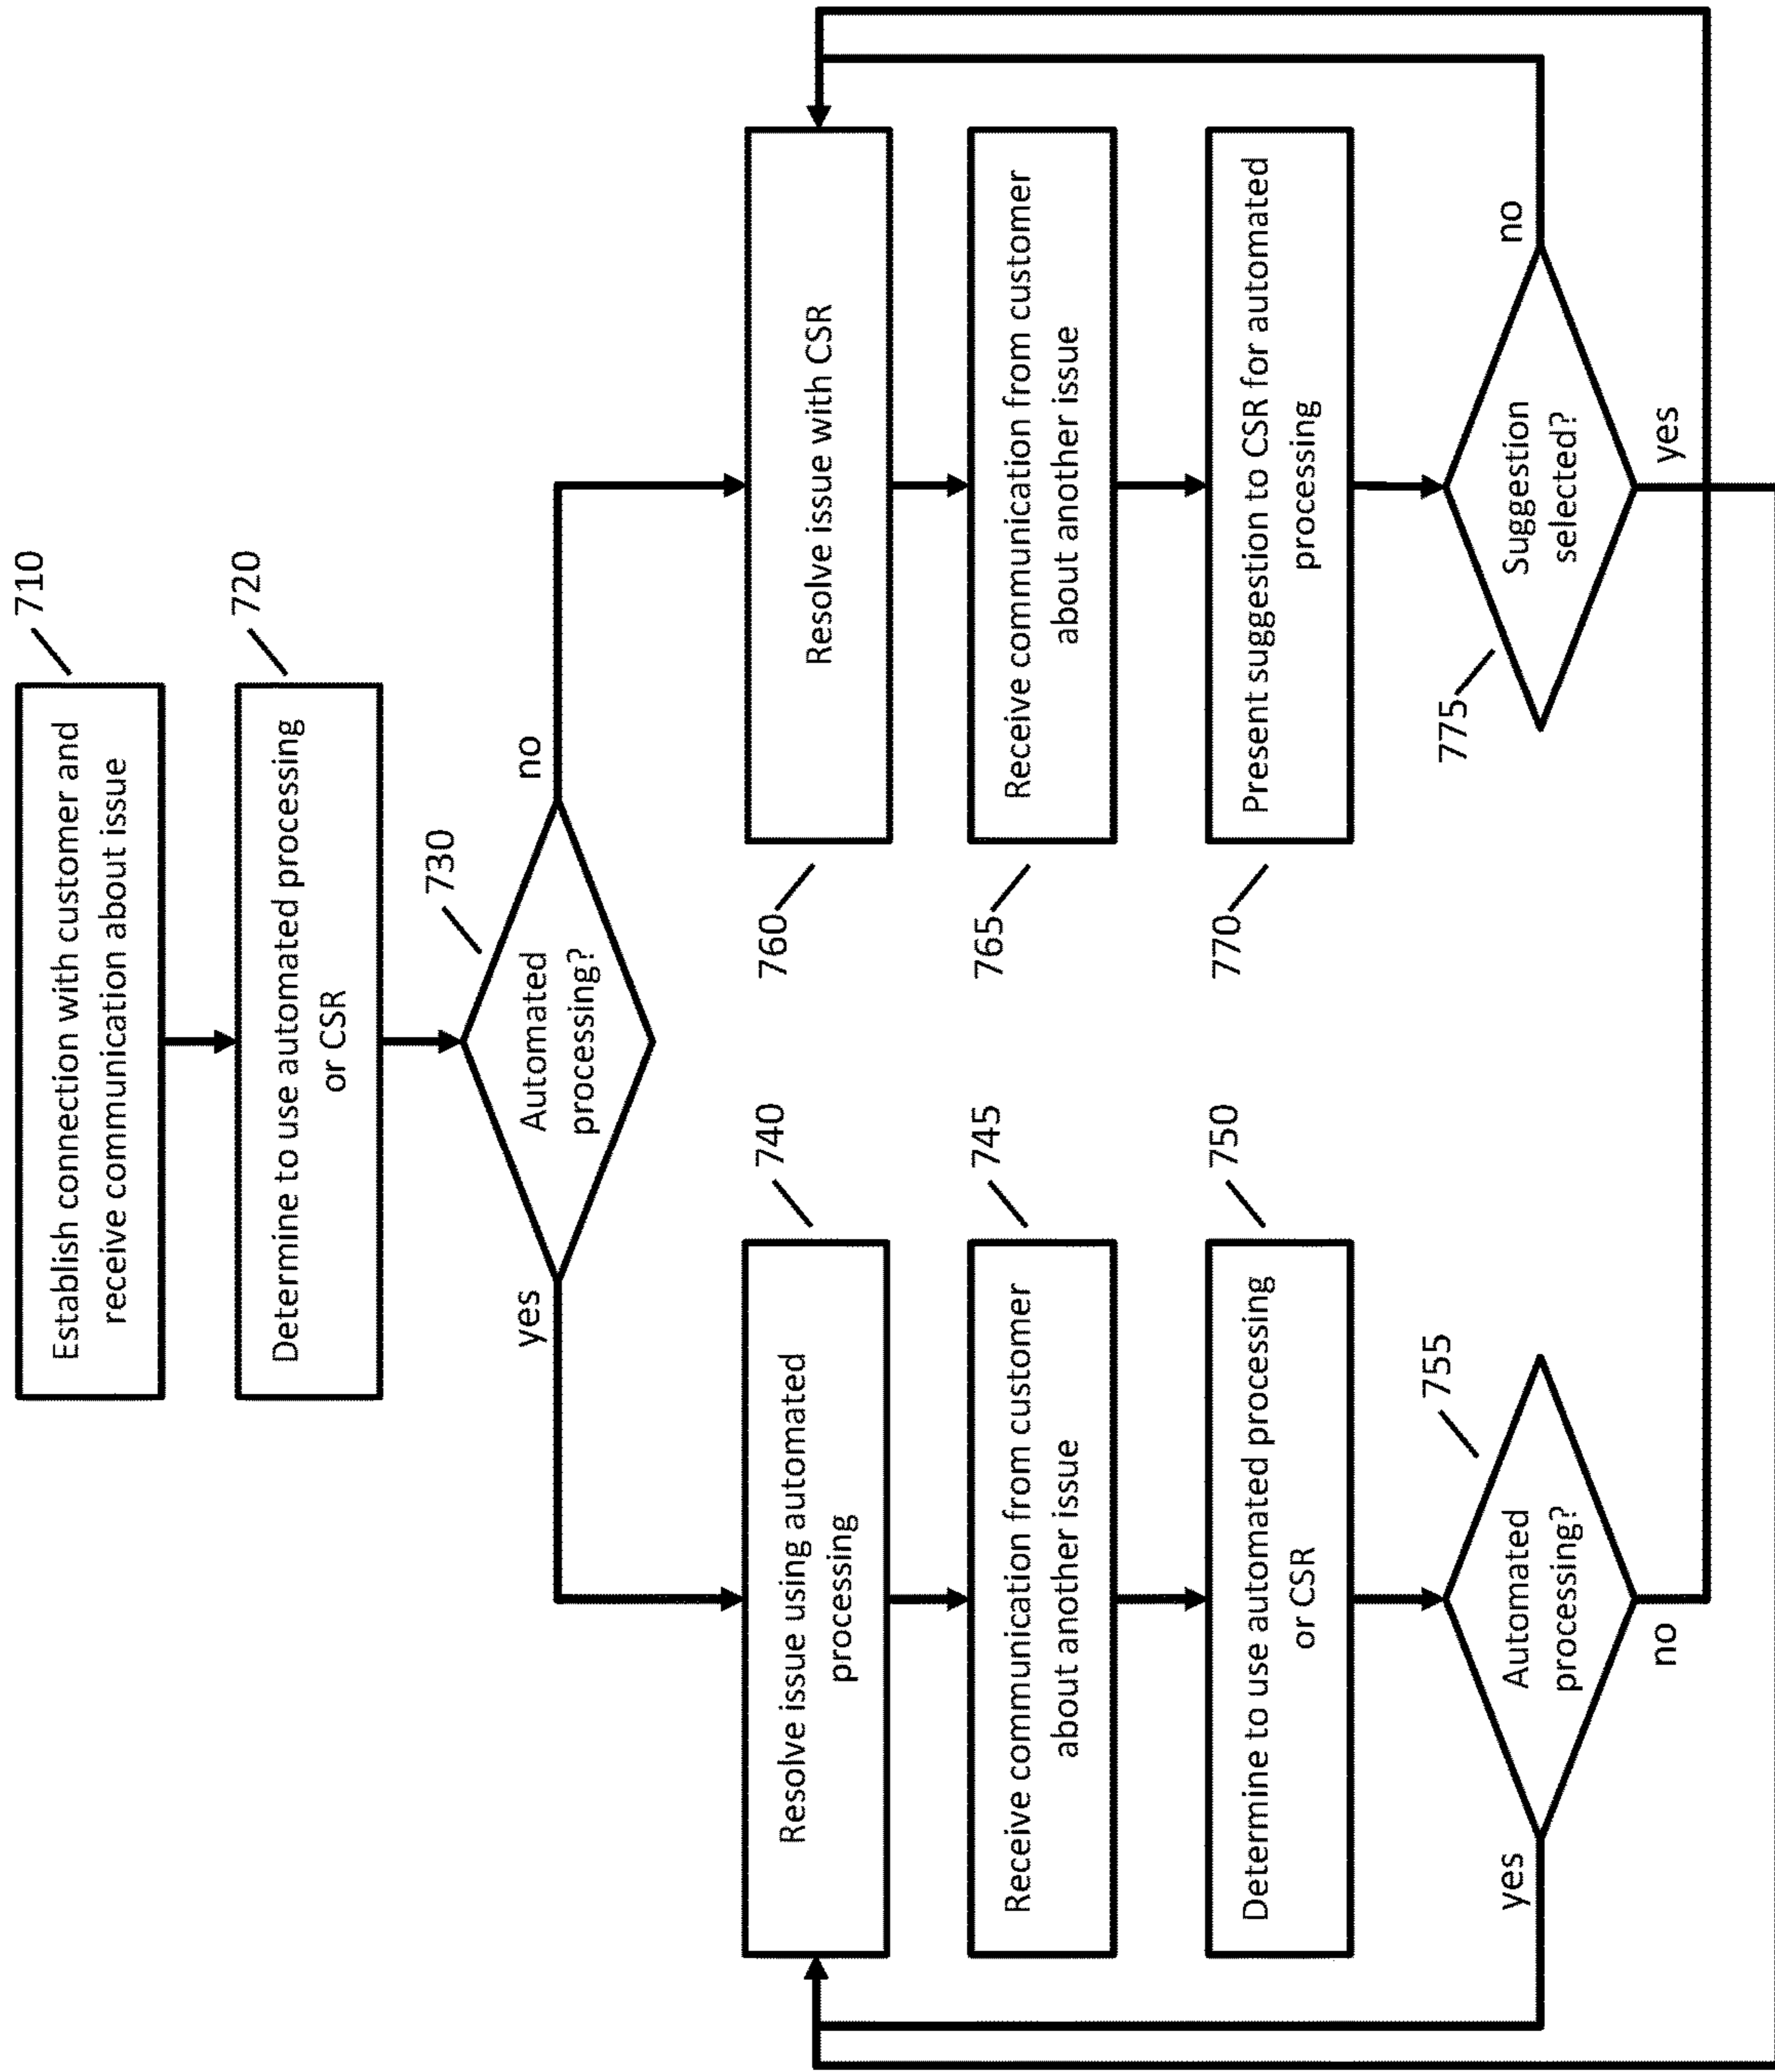 710
Establish connection with customer and
receive communication about issue
720
Determine to use automated processing
or CSR
730
Automated
processing?
yes
no
740
Resolve issue using automated
processing
745
Receive communication from customer
about another issue
750
Determine to use automated processing
or CSR
755
Automated
processing?
yes
no
760
Resolve issue with CSR
765
Receive communication from customer
about another issue
770
Present suggestion to CSR for automated
processing
775
Suggestion
selected?
no
yes